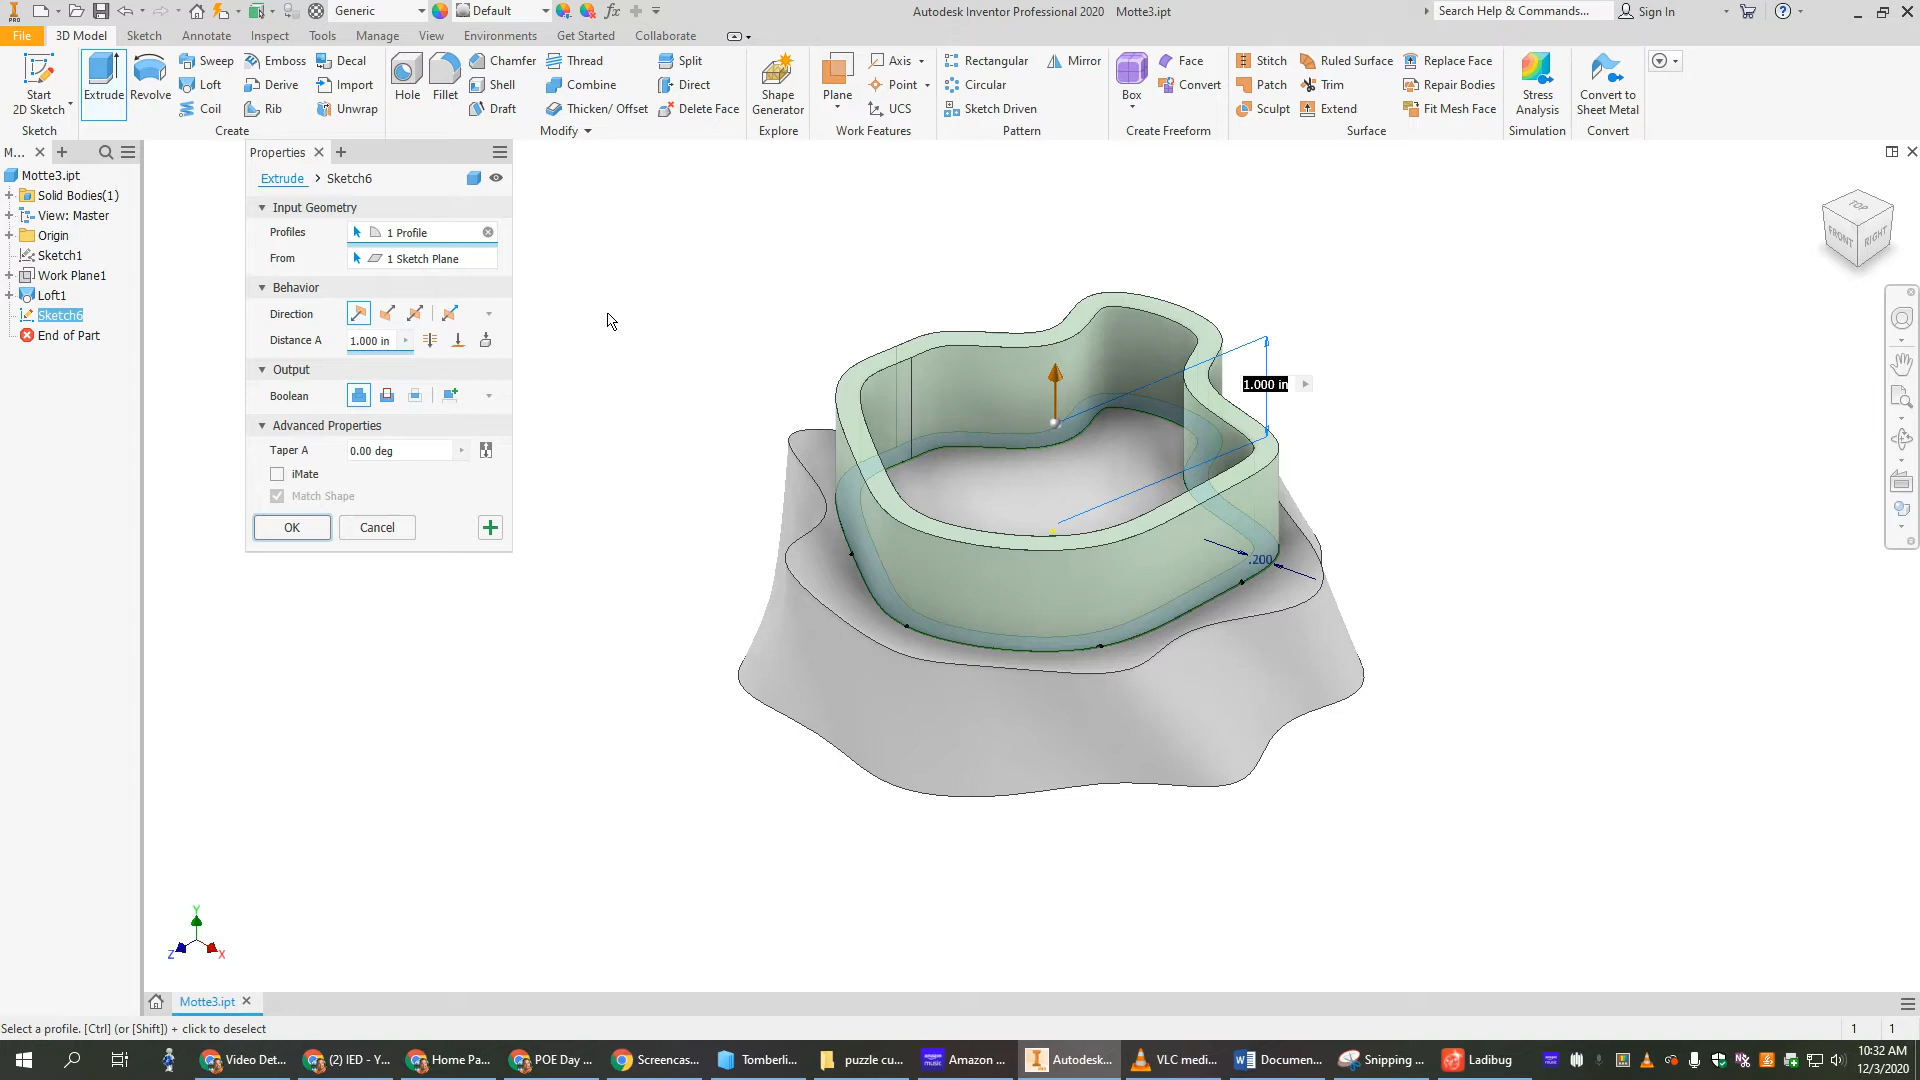 Generic
Default
Autodesk Inventor Professional 2020 Motte3.ipt
Search Help & Commands...
Sign In
File
3D Model
Sketch
Annotate
Inspect
Tools
Manage
View
Environments
Get Started
Collaborate
Start
2D Sketch
Extrude
Revolve
Sweep
Emboss
Decal
Loft
Derive
Import
Coil
Rib
Unwrap
Hole
Fillet
Chamfer
Thread
Split
Shell
Combine
Direct
Draft
Thicken/ Offset
Delete Face
Shape
Generator
Plane
Axis
Point
UCS
Rectangular
Mirror
Circular
Sketch Driven
Box
Face
Convert
Stitch
Ruled Surface
Replace Face
Patch
Trim
Repair Bodies
Sculpt
Extend
Fit Mesh Face
Stress
Analysis
Convert to
Sheet Metal
Sketch
Create
Modify
Explore
Work Features
Pattern
Create Freeform
Surface
Simulation
Convert
M...
Motte3.ipt
Solid Bodies(1)
View: Master
Origin
Sketch1
Work Plane1
Loft1
Sketch6
End of Part
Properties
Extrude > Sketch6
Input Geometry
Profiles
1 Profile
From
1 Sketch Plane
Behavior
Direction
Distance A
1.000 in
Output
Boolean
Advanced Properties
Taper A
0.00 deg
iMate
Match Shape
OK
Cancel
1.000 in
.200
TOP
FRONT
RIGHT
Y
Z
X
Motte3.ipt
Select a profile. [Ctrl] (or [Shift]) + click to deselect
1
1
Video Det...
(2) IED - Y...
Home Pa...
POE Day ...
Screencas...
Tomberli...
puzzle cu...
Amazon ...
Autodesk...
VLC medi...
Documen...
Snipping ...
Ladibug
10:32 AM
12/3/2020